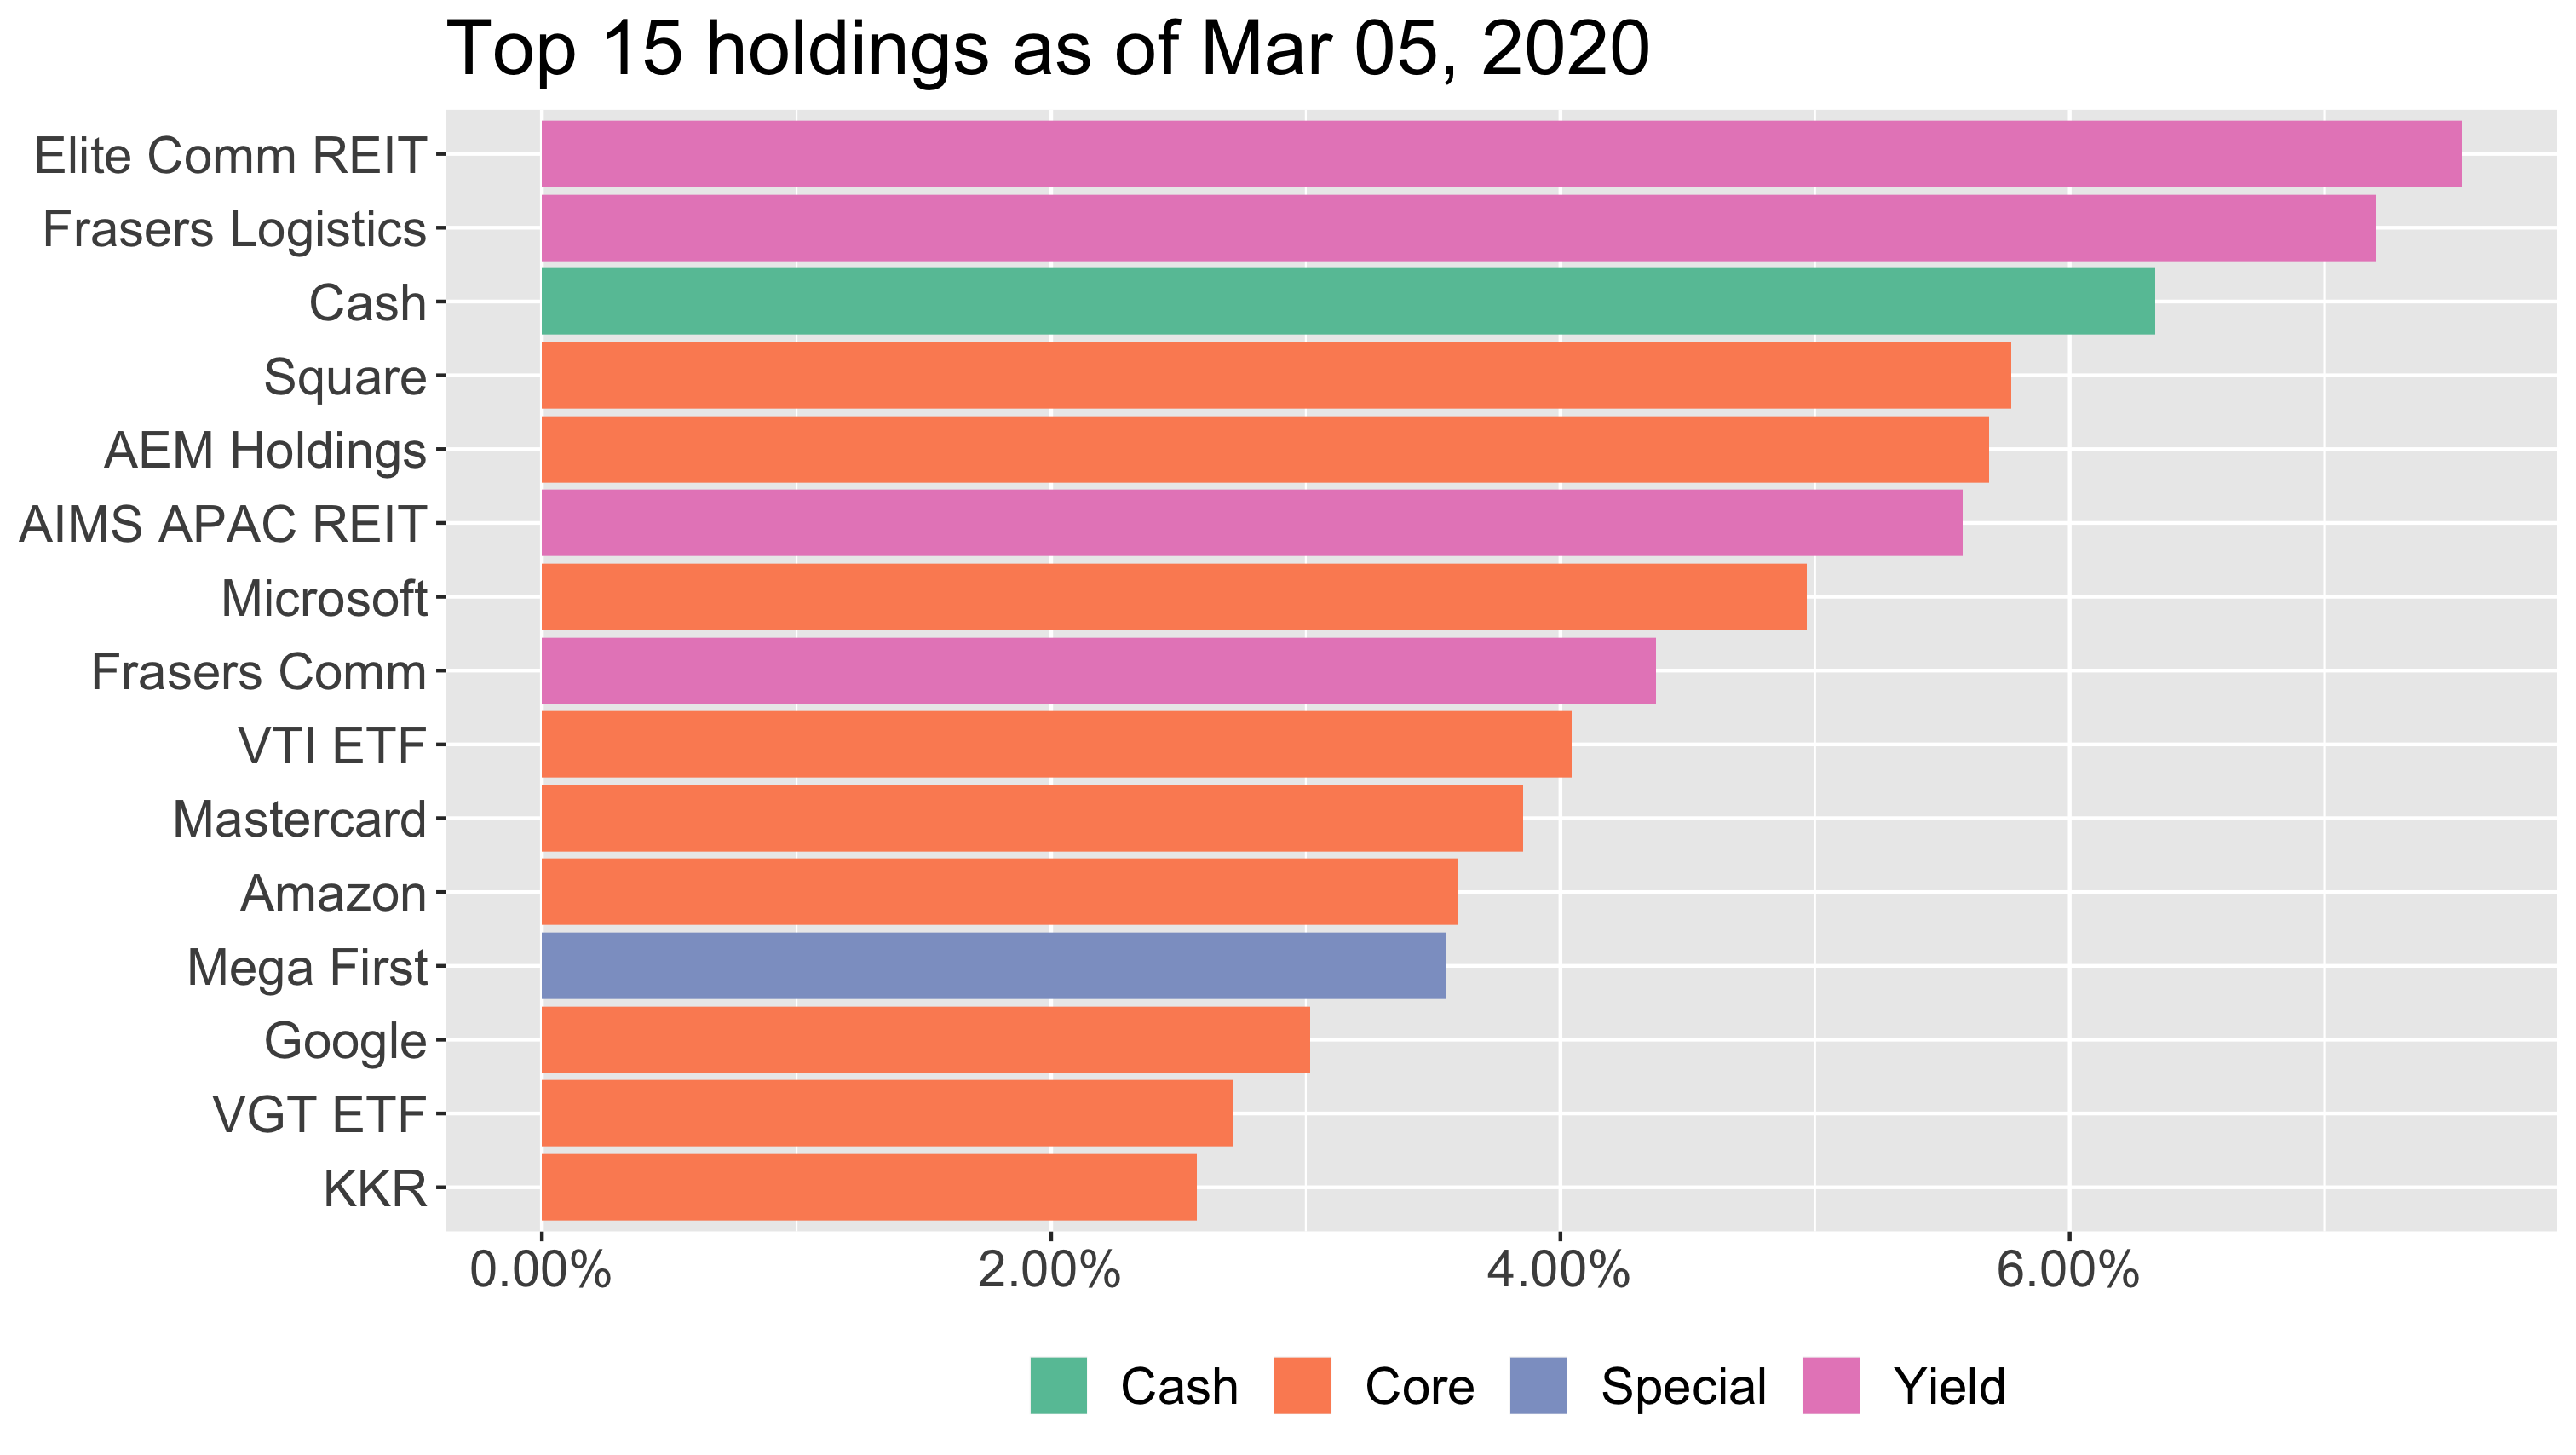 Top 15 holdings as of Mar 05, 2020
Elite Comm REIT
Frasers Logistics
Cash
Square
AEM Holdings
AIMS APAC REIT
Microsoft
Frasers Comm
VTI ETF
Mastercard
Amazon
Mega First
Google
VGT ETF
KKR
0.00% 2.00% 4.00% 6.00%
Cash Core Special Yield